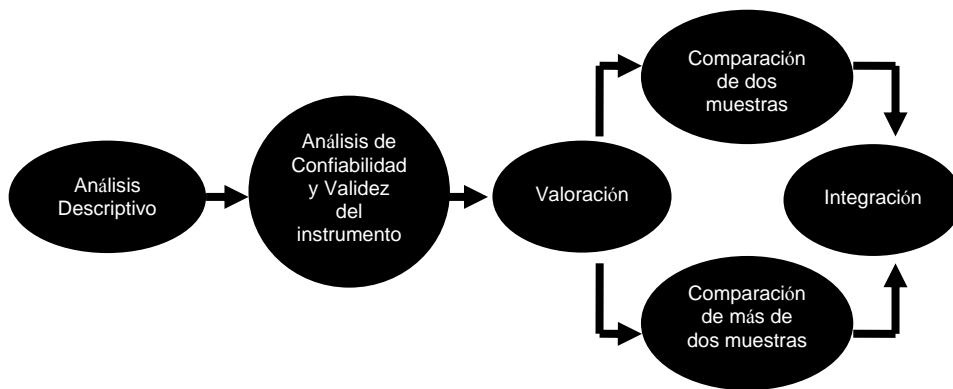 Análisis
Descriptivo
Análisis de
Confiabilidad
y Validez
del
instrumento
Valoración
Comparación
de dos
muestras
Comparación
de más de
dos muestras
Integración